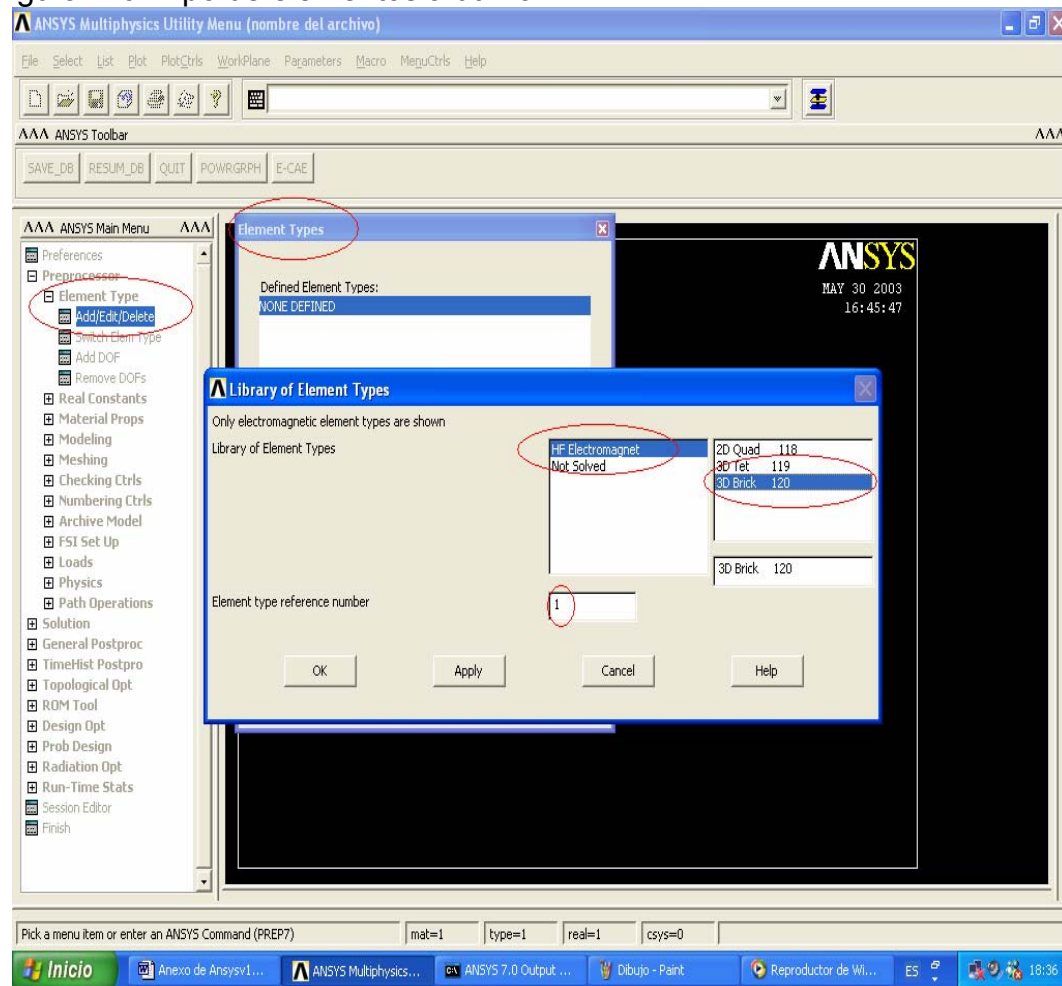 ANSYS Multiphysics Utility Menu (nombre del archivo)
File Select List Plot PlotCtrls WorkPlane Parameters Macro MenuCtrls Help
ANSYS Toolbar
SAVE_DB RESUM_DB QUIT POWRGRPH E-CAE
ANSYS Main Menu
Preferences
Preprocessor
Element Type
Add/Edit/Delete
Switch Elem Type
Add DOF
Remove DOFs
Real Constants
Material Props
Modeling
Meshing
Checking Ctrls
Numbering Ctrls
Archive Model
FSI Set Up
Loads
Physics
Path Operations
Solution
General Postproc
TimeHist Postpro
Topological Opt
ROM Tool
Design Opt
Prob Design
Radiation Opt
Run-Time Stats
Session Editor
Finish
Element Types
Defined Element Types:
NONE DEFINED
ANSYS
MAY 30 2003
16:45:47
Library of Element Types
Only electromagnetic element types are shown
Library of Element Types
HF Electromagnet
Not Solved
2D Quad 118
3D Tet 119
3D Brick 120
3D Brick 120
Element type reference number
1
OK Apply Cancel Help
Pick a menu item or enter an ANSYS Command (PREP7) mat=1 type=1 real=1 csys=0
Inicio Anexo de Ansysv1... ANSYS Multiphysics... ANSYS 7.0 Output ... Dibujo - Paint Reproductor de Wi... ES 18:36